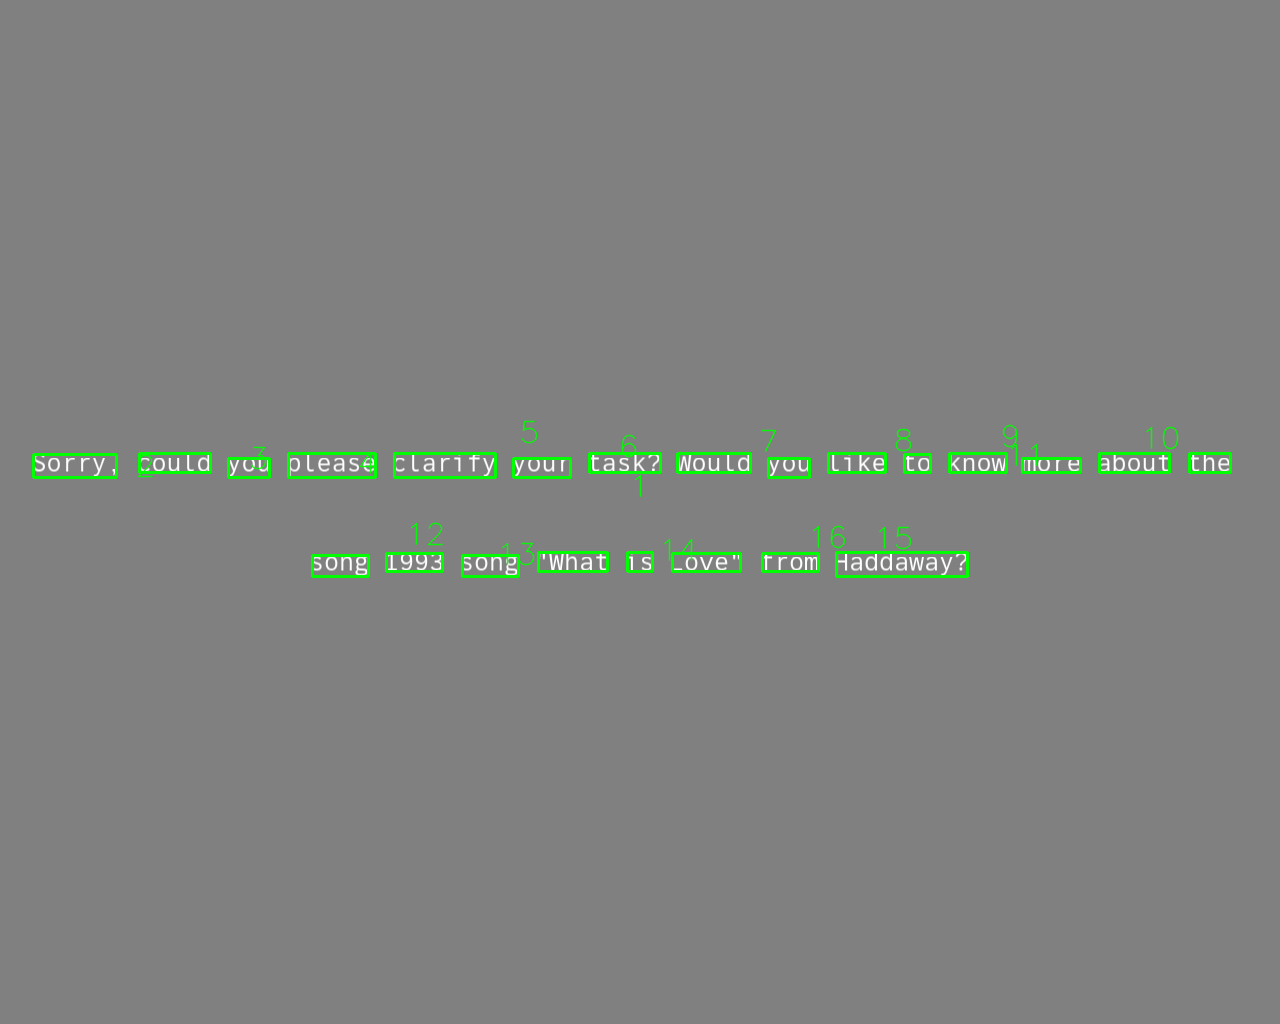 Sorry, could you please clarify your task? Would you like to know more about the
song 1993 song "What is Love" from Haddaway?